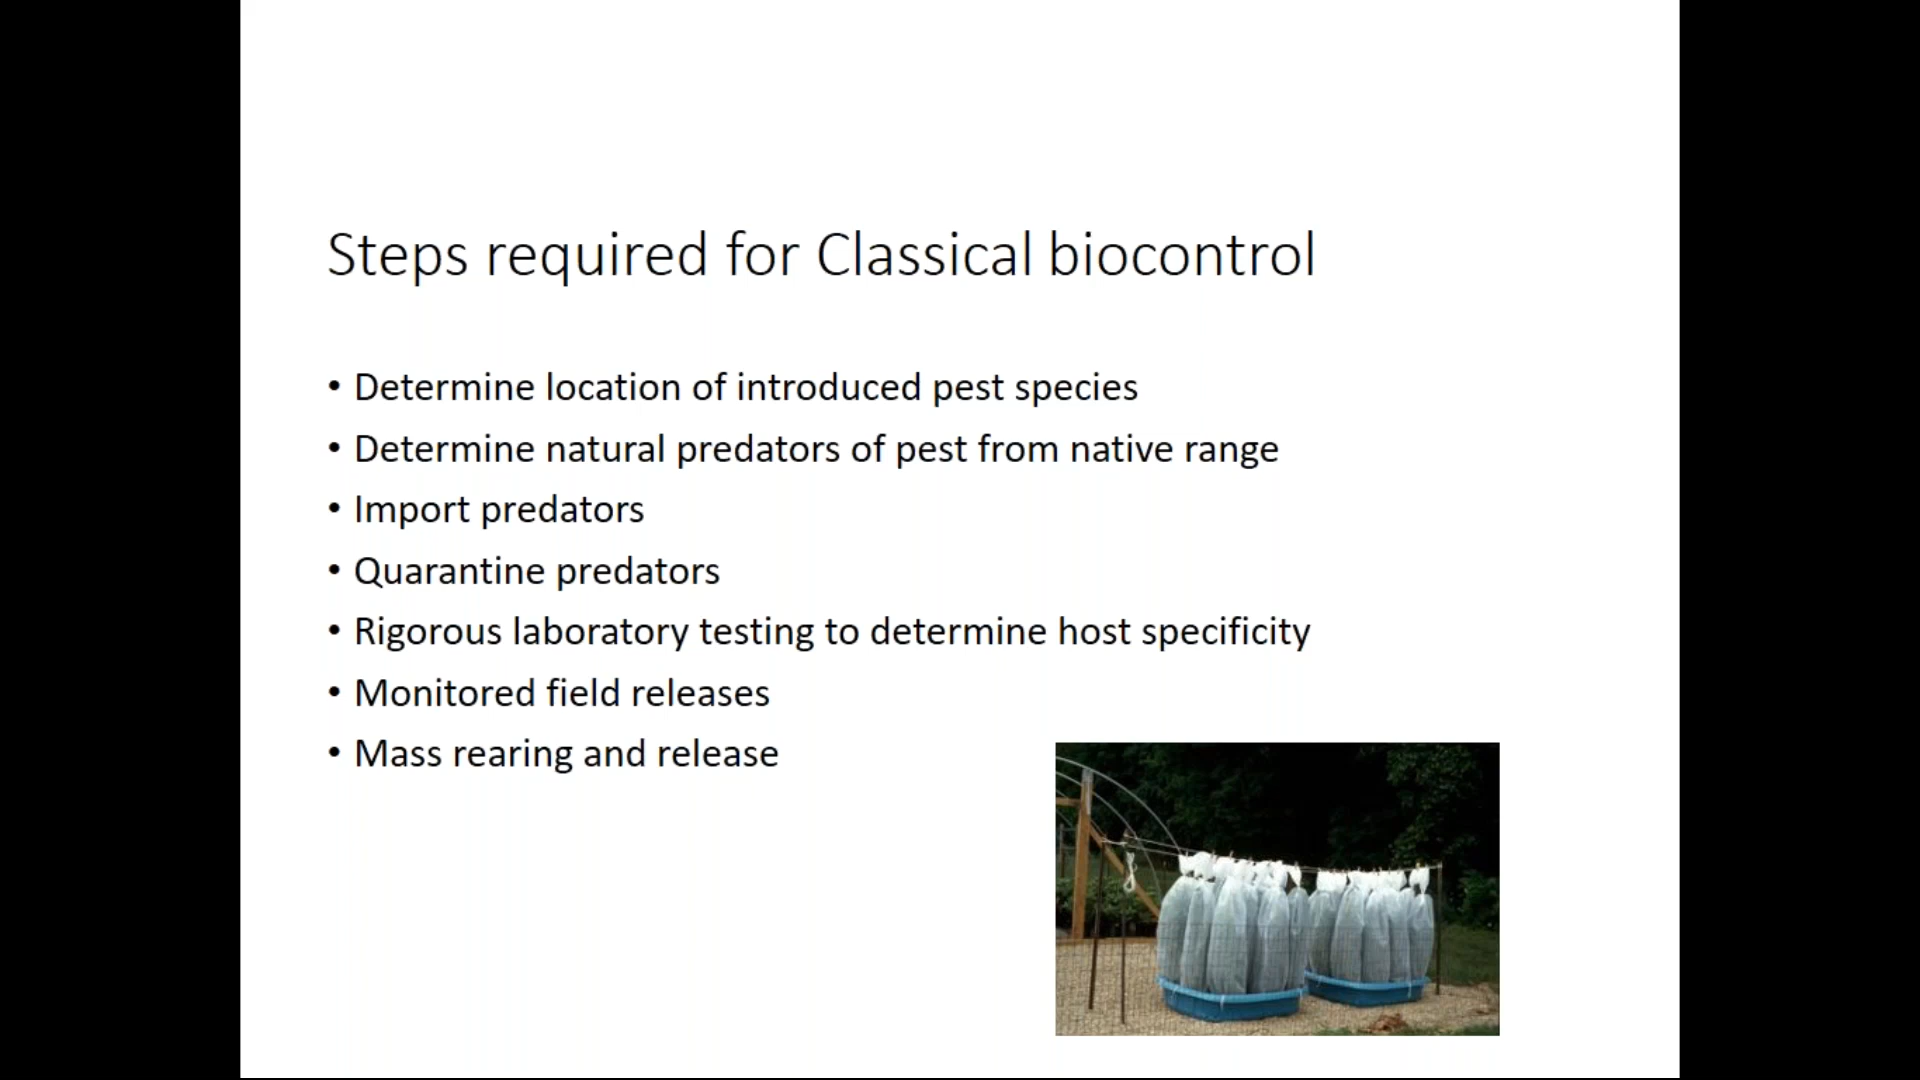 Steps required for Classical biocontrol
• Determine location of introduced pest species
• Determine natural predators of pest from native range
• Import predators
• Quarantine predators
• Rigorous laboratory testing to determine host specificity
• Monitored field releases
• Mass rearing and release